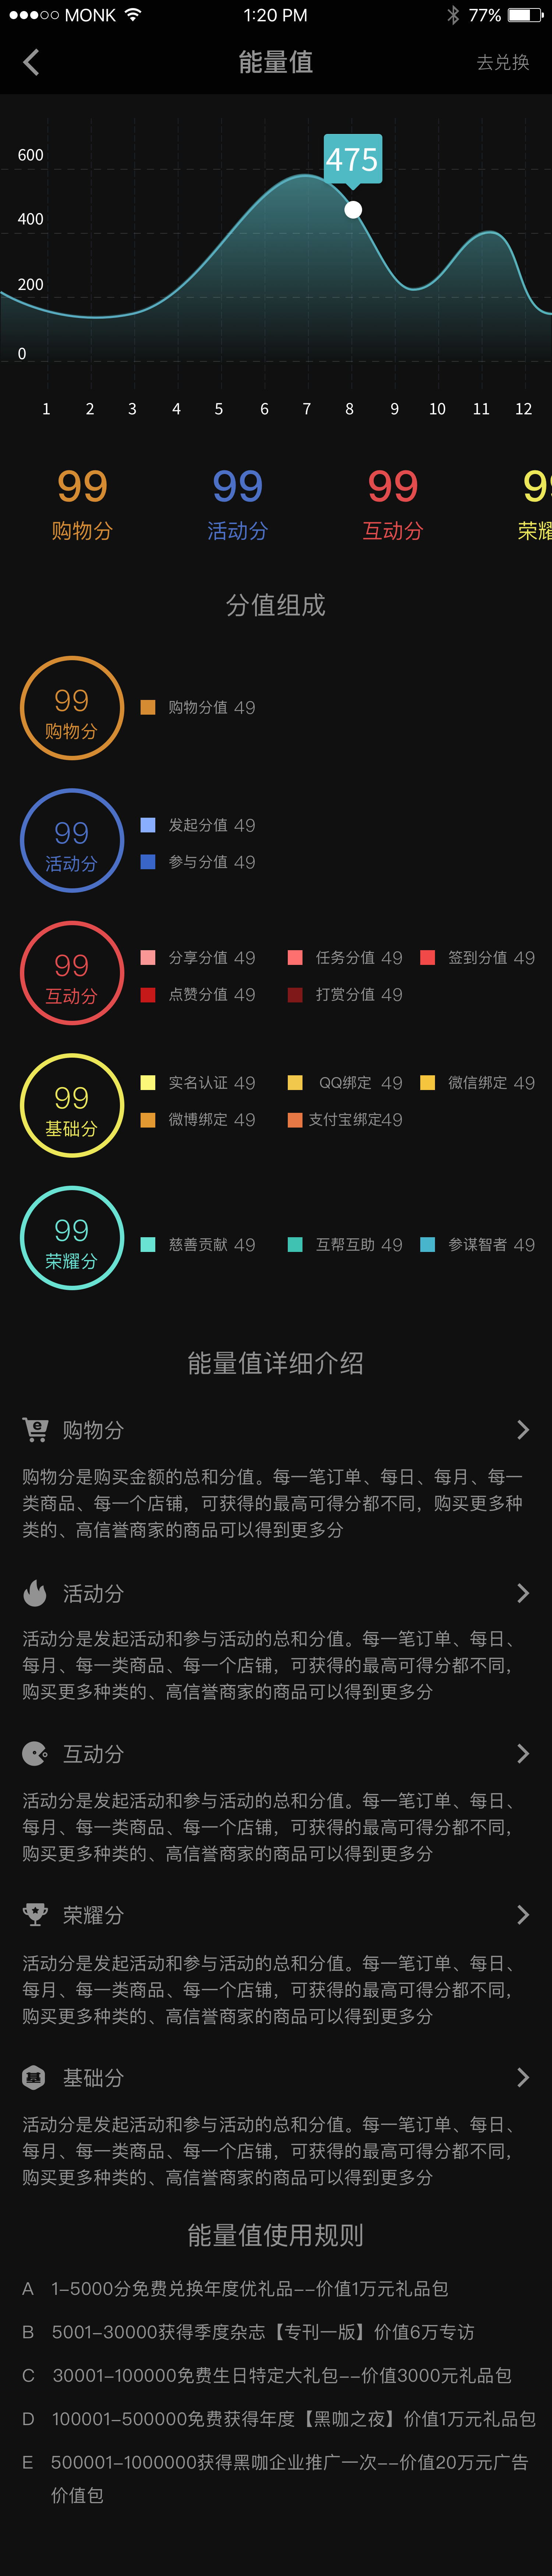 MONK 1:20 PM 77%
能量值 去兑换
475
600
400
200
0
1 2 3 4 5 6 7 8 9 10 11 12
99 99 99 99
购物分 活动分 互动分 荣耀
分值组成
99
购物分
购物分值 49
99
活动分
发起分值 49
参与分值 49
99
互动分
分享分值 49 任务分值 49 签到分值 49
点赞分值 49 打赏分值 49
99
基础分
实名认证 49 QQ绑定 49 微信绑定 49
微博绑定 49 支付宝绑定49
99
荣耀分
慈善贡献 49 互帮互助 49 参谋智者 49
能量值详细介绍
购物分
购物分是购买金额的总和分值。每一笔订单、每日、每月、每一
类商品、每一个店铺，可获得的最高可得分都不同，购买更多种
类的、高信誉商家的商品可以得到更多分
活动分
活动分是发起活动和参与活动的总和分值。每一笔订单、每日、
每月、每一类商品、每一个店铺，可获得的最高可得分都不同，
购买更多种类的、高信誉商家的商品可以得到更多分
互动分
活动分是发起活动和参与活动的总和分值。每一笔订单、每日、
每月、每一类商品、每一个店铺，可获得的最高可得分都不同，
购买更多种类的、高信誉商家的商品可以得到更多分
荣耀分
活动分是发起活动和参与活动的总和分值。每一笔订单、每日、
每月、每一类商品、每一个店铺，可获得的最高可得分都不同，
购买更多种类的、高信誉商家的商品可以得到更多分
基 基础分
活动分是发起活动和参与活动的总和分值。每一笔订单、每日、
每月、每一类商品、每一个店铺，可获得的最高可得分都不同，
购买更多种类的、高信誉商家的商品可以得到更多分
能量值使用规则
A 1-5000分免费兑换年度优礼品--价值1万元礼品包
B 5001-30000获得季度杂志【专刊一版】价值6万专访
C 30001-100000免费生日特定大礼包--价值3000元礼品包
D 100001-500000免费获得年度【黑咖之夜】价值1万元礼品包
E 500001-1000000获得黑咖企业推广一次--价值20万元广告
价值包